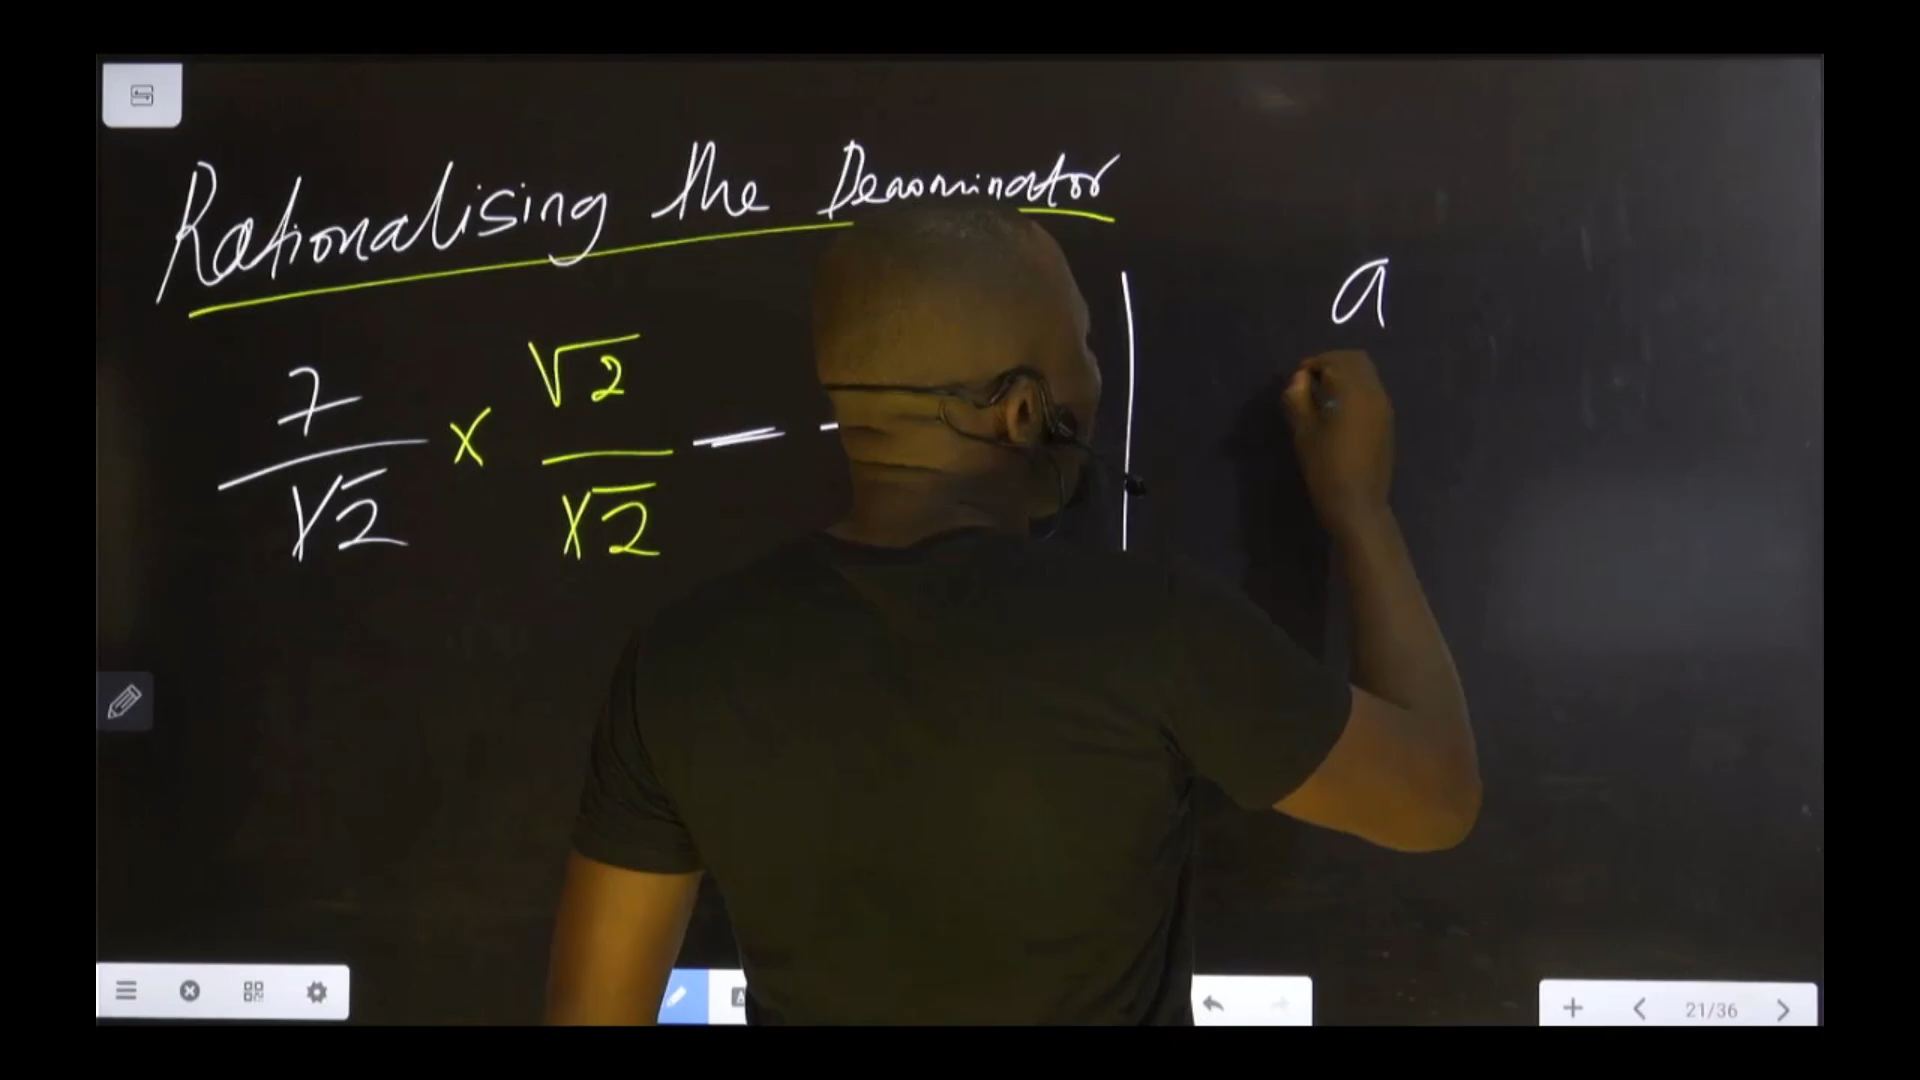 Rationalising the Denominator
7/√2 × √2/√2 =
a
21/36